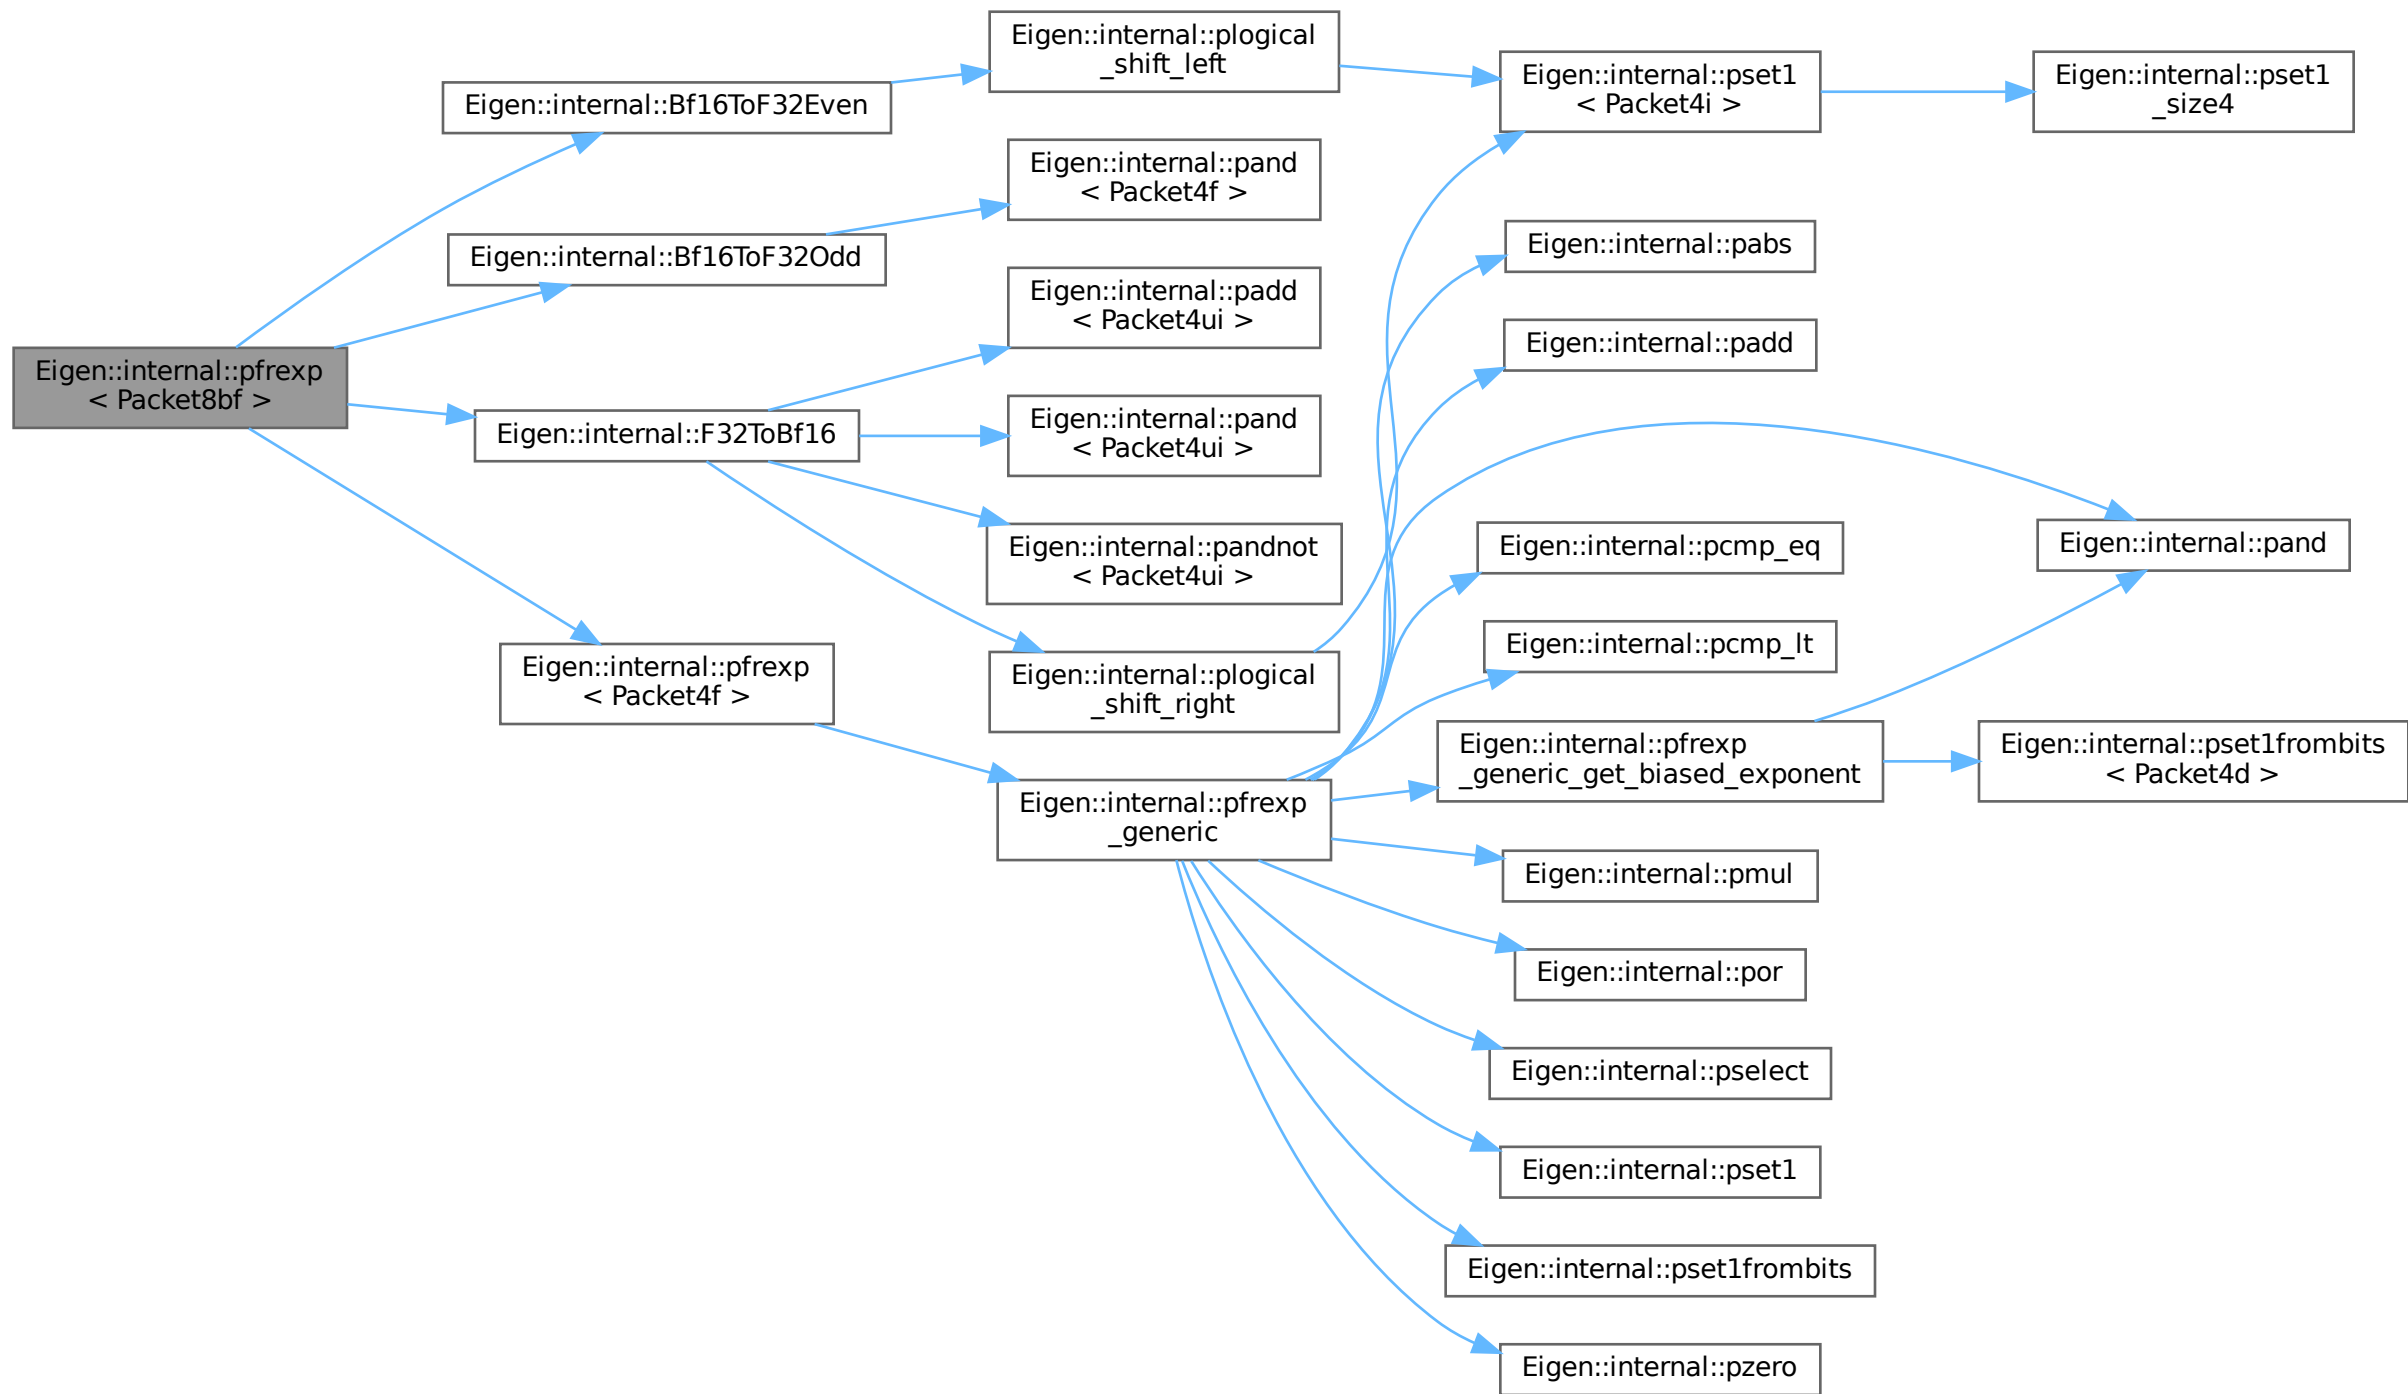 Eigen::internal::pfrexp
< Packet8bf >
Eigen::internal::Bf16ToF32Even
Eigen::internal::Bf16ToF32Odd
Eigen::internal::F32ToBf16
Eigen::internal::pfrexp
< Packet4f >
Eigen::internal::plogical
_shift_left
Eigen::internal::pand
< Packet4f >
Eigen::internal::padd
< Packet4ui >
Eigen::internal::pand
< Packet4ui >
Eigen::internal::pandnot
< Packet4ui >
Eigen::internal::plogical
_shift_right
Eigen::internal::pfrexp
_generic
Eigen::internal::pset1
< Packet4i >
Eigen::internal::pabs
Eigen::internal::padd
Eigen::internal::pcmp_eq
Eigen::internal::pcmp_lt
Eigen::internal::pfrexp
_generic_get_biased_exponent
Eigen::internal::pmul
Eigen::internal::por
Eigen::internal::pselect
Eigen::internal::pset1
Eigen::internal::pset1frombits
Eigen::internal::pzero
Eigen::internal::pset1
_size4
Eigen::internal::pand
Eigen::internal::pset1frombits
< Packet4d >